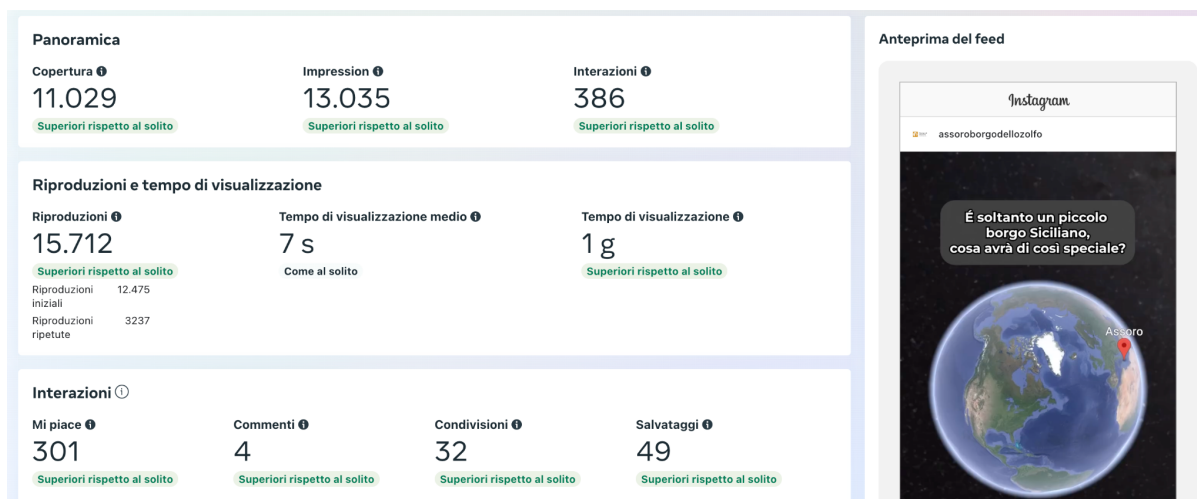 Panoramica
Copertura
Impression
Interazioni
11.029
13.035
386
Superiori rispetto al solito
Superiori rispetto al solito
Superiori rispetto al solito
Riproduzioni e tempo di visualizzazione
Riproduzioni
Tempo di visualizzazione medio
Tempo di visualizzazione
15.712
7 s
1 g
Superiori rispetto al solito
Come al solito
Superiori rispetto al solito
Riproduzioni iniziali
12.475
Riproduzioni ripetute
3237
Interazioni
Mi piace
Commenti
Condivisioni
Salvataggi
301
4
32
49
Superiori rispetto al solito
Superiori rispetto al solito
Superiori rispetto al solito
Superiori rispetto al solito
Anteprima del feed
Instagram
assoroborgodellozolfo
É soltanto un piccolo
borgo Siciliano,
cosa avrà di così speciale?
Assoro